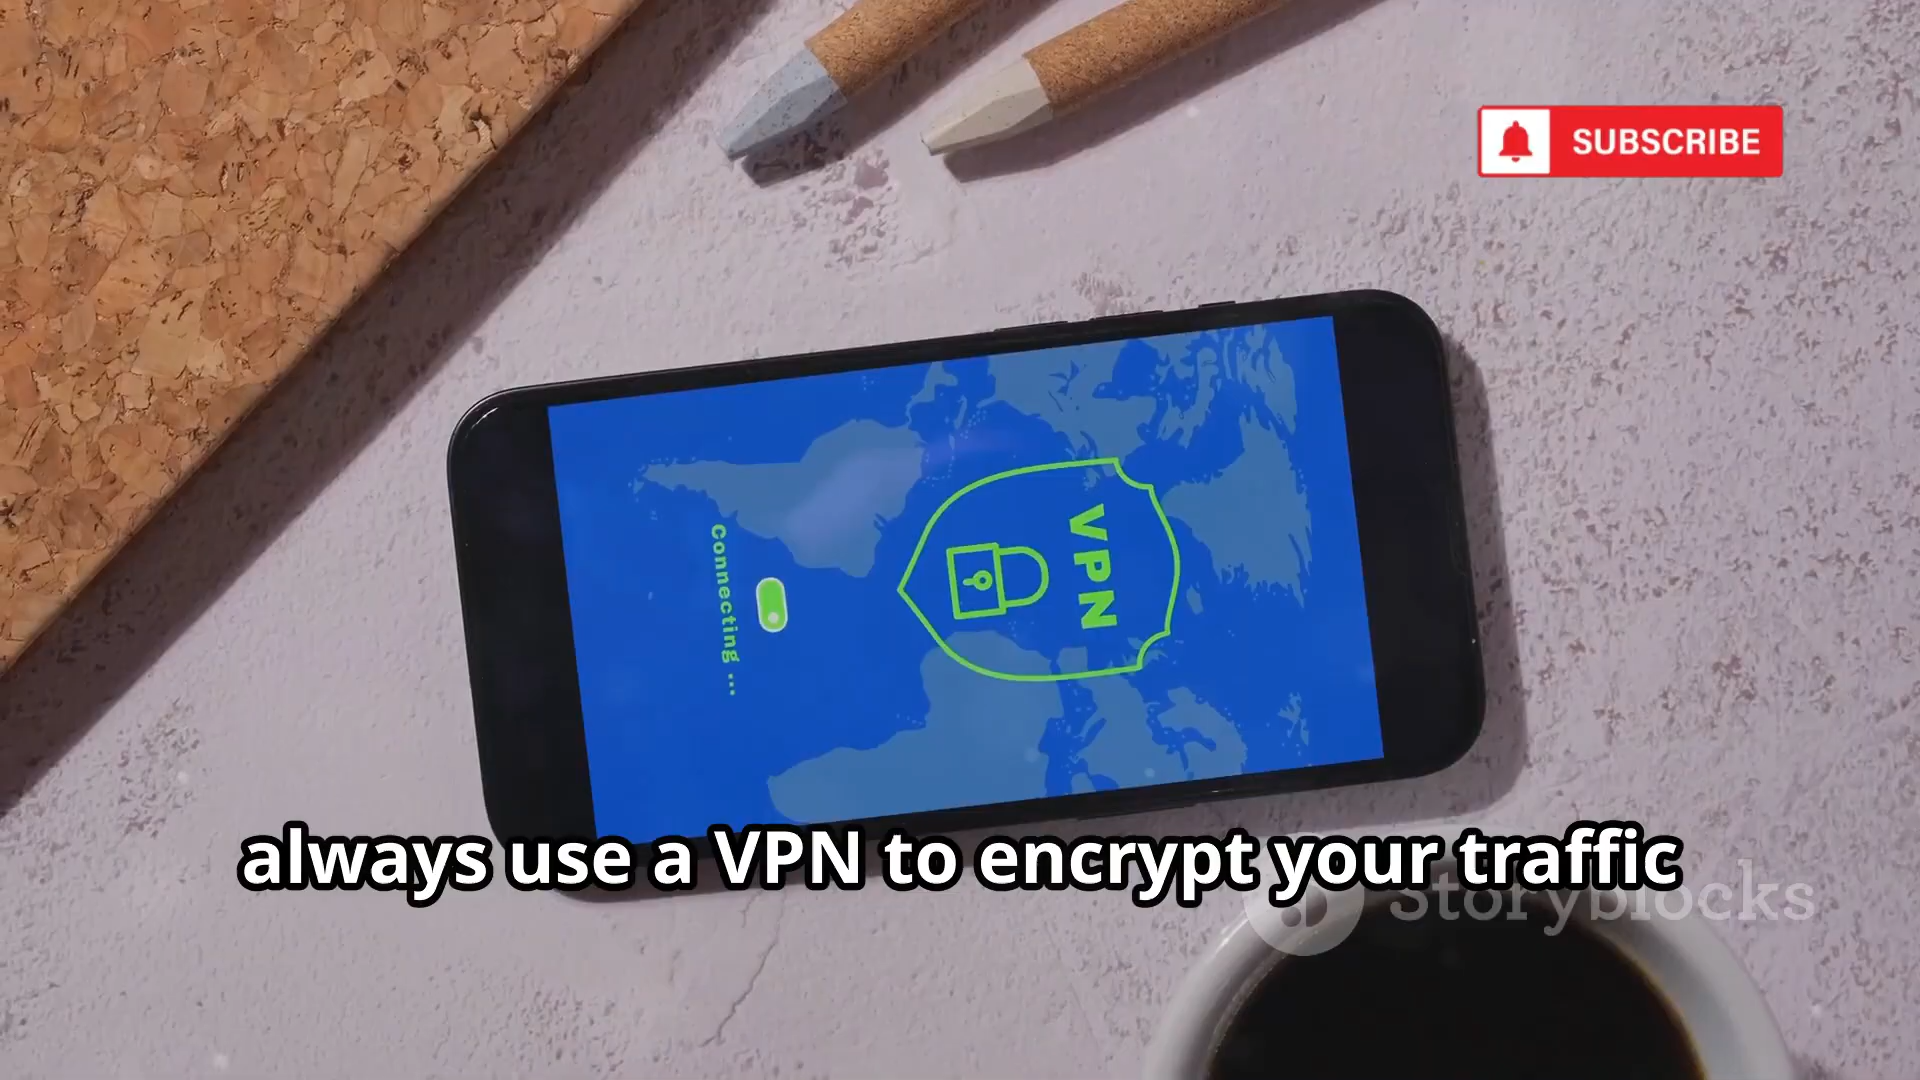 SUBSCRIBE
VPN
Connecting ...
always use a VPN to encrypt your traffic
Storyblocks